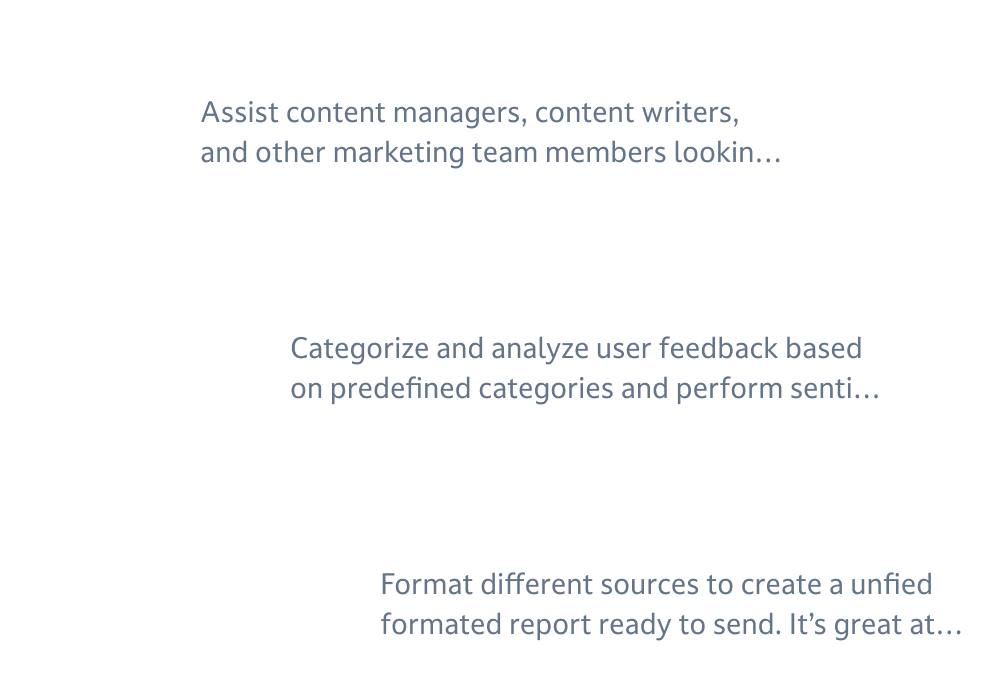 Assist content managers, content writers,
and other marketing team members lookin…
Categorize and analyze user feedback based
on predefined categories and perform senti…
Format different sources to create a unfied
formated report ready to send. It’s great at…